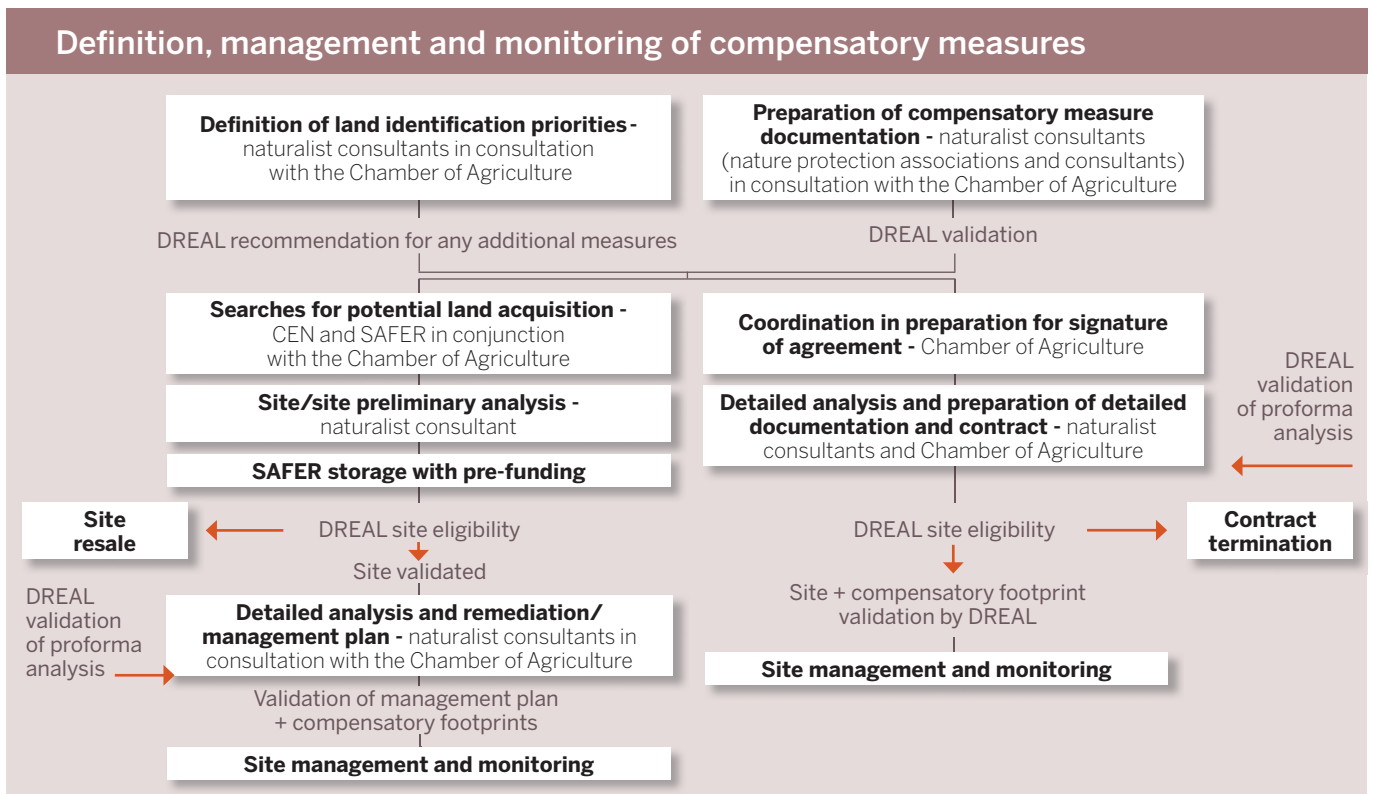 Definition, management and monitoring of compensatory measures
Definition of land identification priorities -
naturalist consultants in consultation
with the Chamber of Agriculture
Preparation of compensatory measure
documentation - naturalist consultants
(nature protection associations and consultants)
in consultation with the Chamber of Agriculture
DREAL recommendation for any additional measures
DREAL validation
Searches for potential land acquisition -
CEN and SAFER in conjunction
with the Chamber of Agriculture
Coordination in preparation for signature
of agreement - Chamber of Agriculture
DREAL
validation
of proforma
analysis
Site/site preliminary analysis -
naturalist consultant
Detailed analysis and preparation of detailed
documentation and contract - naturalist
consultants and Chamber of Agriculture
SAFER storage with pre-funding
Site
resale
DREAL site eligibility
DREAL site eligibility
Contract
termination
Site validated
Site + compensatory footprint
validation by DREAL
DREAL
validation
of proforma
analysis
Detailed analysis and remediation/
management plan - naturalist consultants in
consultation with the Chamber of Agriculture
Site management and monitoring
Validation of management plan
+ compensatory footprints
Site management and monitoring